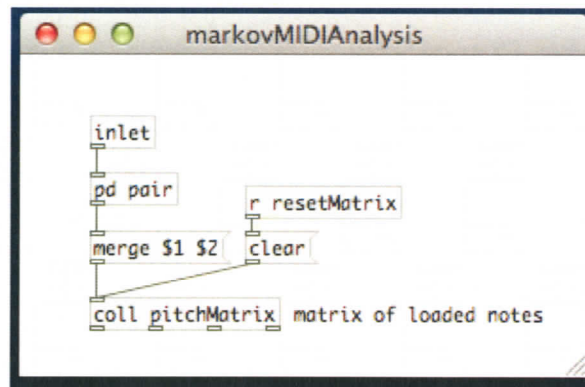 markovMIDIAnalysis
inlet
pd pair
r resetMatrix
merge $1 $2
clear
coll pitchMatrix
matrix of loaded notes